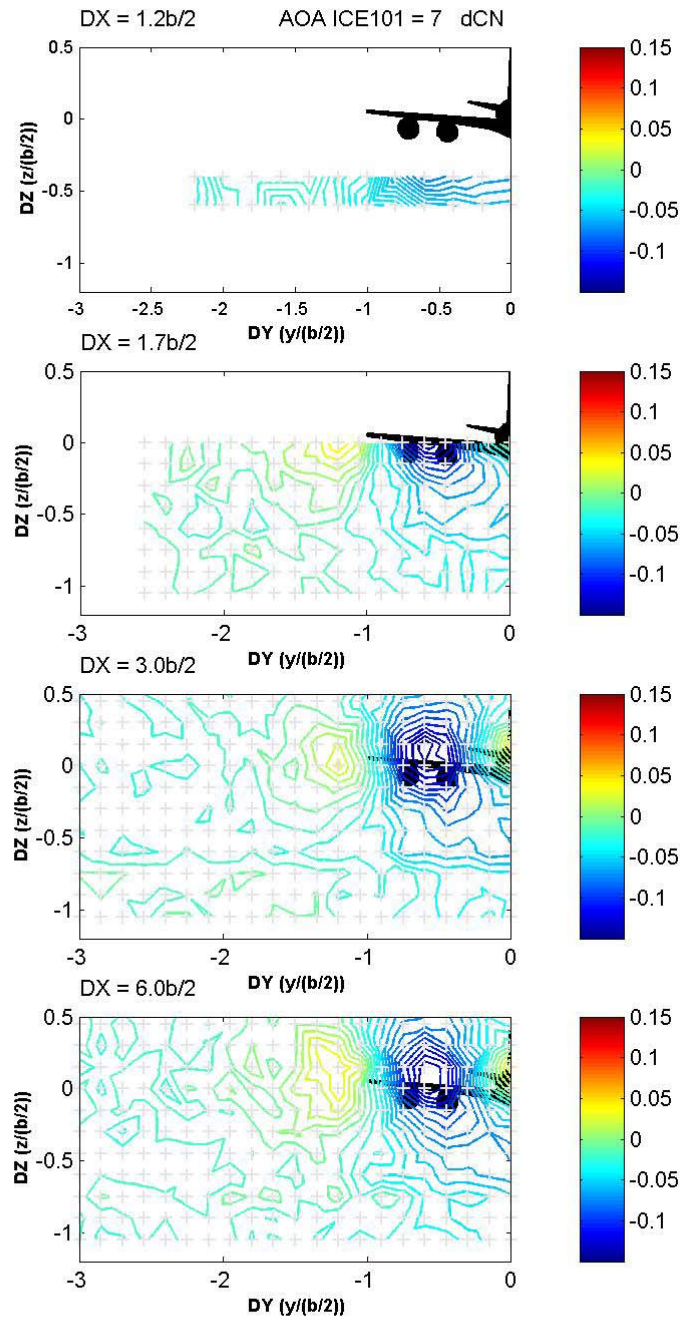 DX = 1.2b/2 AOA ICE101 = 7 dCN
0.5
0
-0.5
-1
DZ (z/(b/2))
-3 -2.5 -2 -1.5 -1 -0.5 0
DY (y/(b/2))
0.15
0.1
0.05
0
-0.05
-0.1
DX = 1.7b/2
0.5
0
-0.5
-1
DZ (z/(b/2))
-3 -2 -1 0
DY (y/(b/2))
0.15
0.1
0.05
0
-0.05
-0.1
DX = 3.0b/2
0.5
0
-0.5
-1
DZ (z/(b/2))
-3 -2 -1 0
DY (y/(b/2))
0.15
0.1
0.05
0
-0.05
-0.1
DX = 6.0b/2
0.5
0
-0.5
-1
DZ (z/(b/2))
-3 -2 -1 0
DY (y/(b/2))
0.15
0.1
0.05
0
-0.05
-0.1